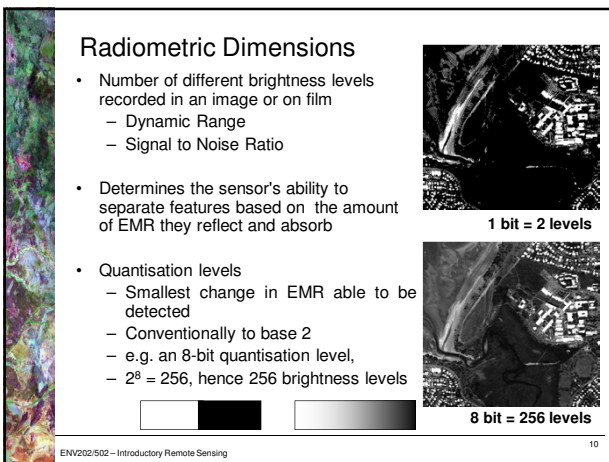 Radiometric Dimensions
• Number of different brightness levels
recorded in an image or on film
– Dynamic Range
– Signal to Noise Ratio
• Determines the sensor's ability to
separate features based on the amount
of EMR they reflect and absorb
1 bit = 2 levels
• Quantisation levels
– Smallest change in EMR able to be
detected
– Conventionally to base 2
– e.g. an 8-bit quantisation level,
– 2⁸ = 256, hence 256 brightness levels
8 bit = 256 levels
ENV202/502 – Introductory Remote Sensing
10